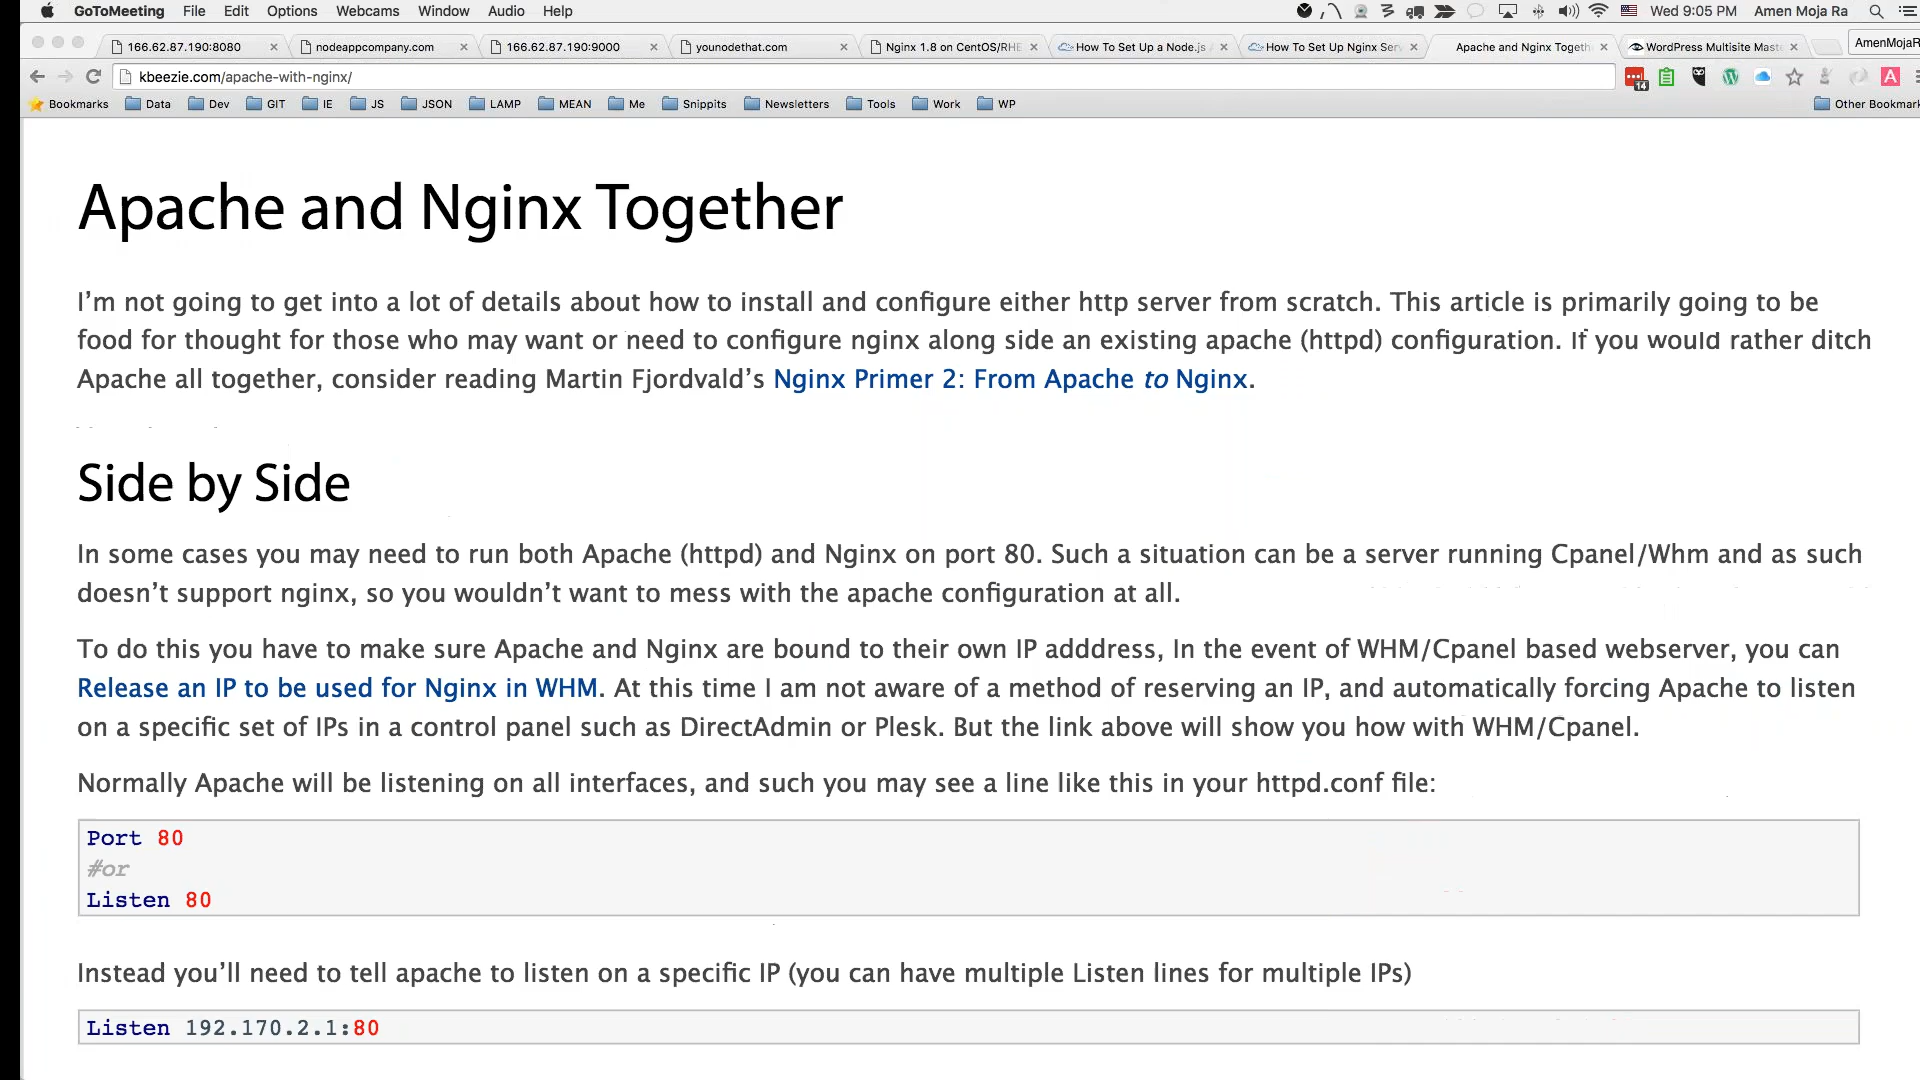 GoToMeeting File Edit Options Webcams Window Audio Help Wed 9:05 PM Amen Moja Ra
166.62.87.190:8080 nodeappcompany.com 166.62.87.190:9000 younodethat.com Nginx 1.8 on CentOS/RHE How To Set Up a Node.js How To Set Up Nginx Ser Apache and Nginx Togeth WordPress Multisite Mast AmenMojaR
kbeezie.com/apache-with-nginx/ 14 A
Bookmarks Data Dev GIT IE JS JSON LAMP MEAN Me Snippits Newsletters Tools Work WP Other Bookmark
Apache and Nginx Together
I'm not going to get into a lot of details about how to install and configure either http server from scratch. This article is primarily going to be
food for thought for those who may want or need to configure nginx along side an existing apache (httpd) configuration. If you would rather ditch
Apache all together, consider reading Martin Fjordvald's Nginx Primer 2: From Apache to Nginx.
Side by Side
In some cases you may need to run both Apache (httpd) and Nginx on port 80. Such a situation can be a server running Cpanel/Whm and as such
doesn't support nginx, so you wouldn't want to mess with the apache configuration at all.
To do this you have to make sure Apache and Nginx are bound to their own IP adddress, In the event of WHM/Cpanel based webserver, you can
Release an IP to be used for Nginx in WHM. At this time I am not aware of a method of reserving an IP, and automatically forcing Apache to listen
on a specific set of IPs in a control panel such as DirectAdmin or Plesk. But the link above will show you how with WHM/Cpanel.
Normally Apache will be listening on all interfaces, and such you may see a line like this in your httpd.conf file:
Port 80
#or
Listen 80
Instead you'll need to tell apache to listen on a specific IP (you can have multiple Listen lines for multiple IPs)
Listen 192.170.2.1:80